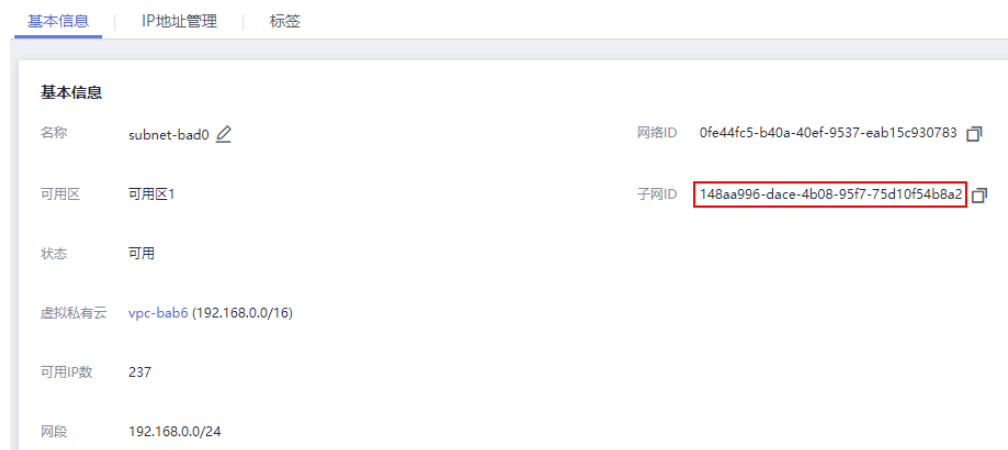 基本信息 IP地址管理 标签
基本信息
名称 subnet-bad0 网络ID 0fe44fc5-b40a-40ef-9537-eab15c930783
可用区 可用区1 子网ID 148aa996-dace-4b08-95f7-75d10f54b8a2
状态 可用
虚拟私有云 vpc-bab6 (192.168.0.0/16)
可用IP数 237
网段 192.168.0.0/24